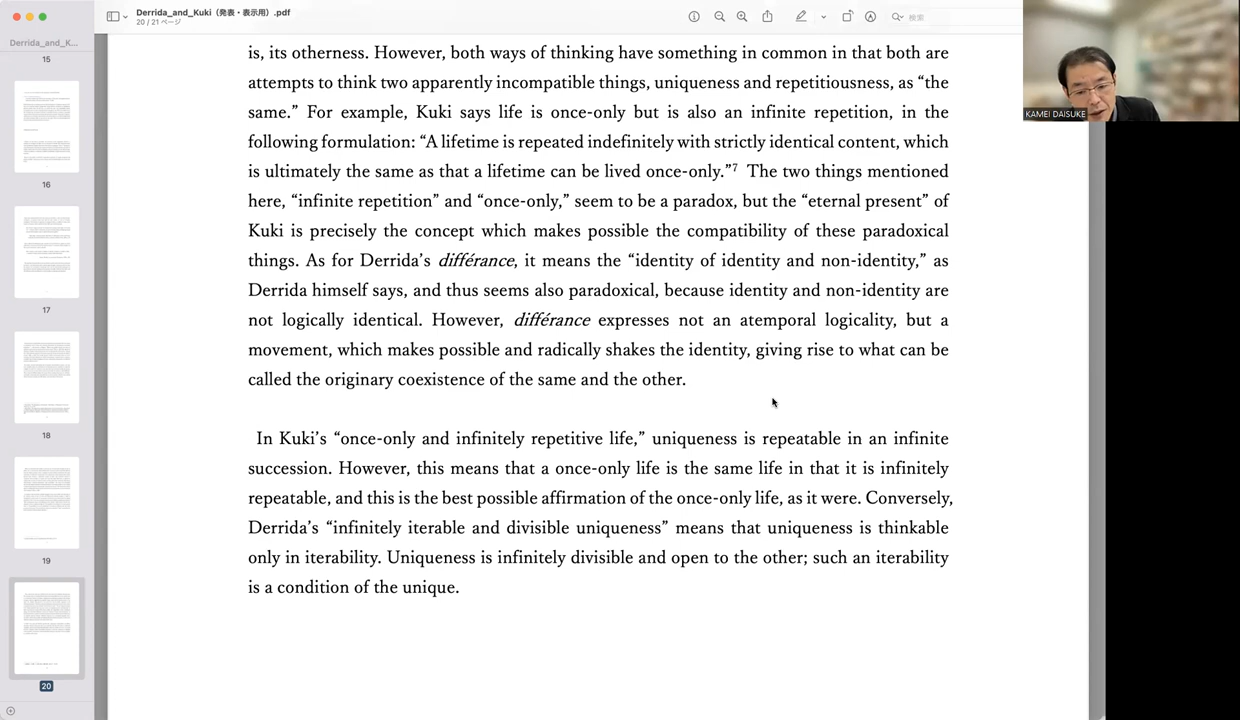 Derrida_and_Kuki（発表・表示用）.pdf
20 / 21 ページ
検索
Derrida_and_K...
15
16
17
18
19
20
is, its otherness. However, both ways of thinking have something in common in that both are
attempts to think two apparently incompatible things, uniqueness and repetitiousness, as “the
same.” For example, Kuki says life is once-only but is also an infinite repetition, in the
following formulation: “A lifetime is repeated indefinitely with strictly identical content, which
is ultimately the same as that a lifetime can be lived once-only.”⁷ The two things mentioned
here, “infinite repetition” and “once-only,” seem to be a paradox, but the “eternal present” of
Kuki is precisely the concept which makes possible the compatibility of these paradoxical
things. As for Derrida’s différance, it means the “identity of identity and non-identity,” as
Derrida himself says, and thus seems also paradoxical, because identity and non-identity are
not logically identical. However, différance expresses not an atemporal logicality, but a
movement, which makes possible and radically shakes the identity, giving rise to what can be
called the originary coexistence of the same and the other.
In Kuki’s “once-only and infinitely repetitive life,” uniqueness is repeatable in an infinite
succession. However, this means that a once-only life is the same life in that it is infinitely
repeatable, and this is the best possible affirmation of the once-only life, as it were. Conversely,
Derrida’s “infinitely iterable and divisible uniqueness” means that uniqueness is thinkable
only in iterability. Uniqueness is infinitely divisible and open to the other; such an iterability
is a condition of the unique.
KAMEI DAISUKE